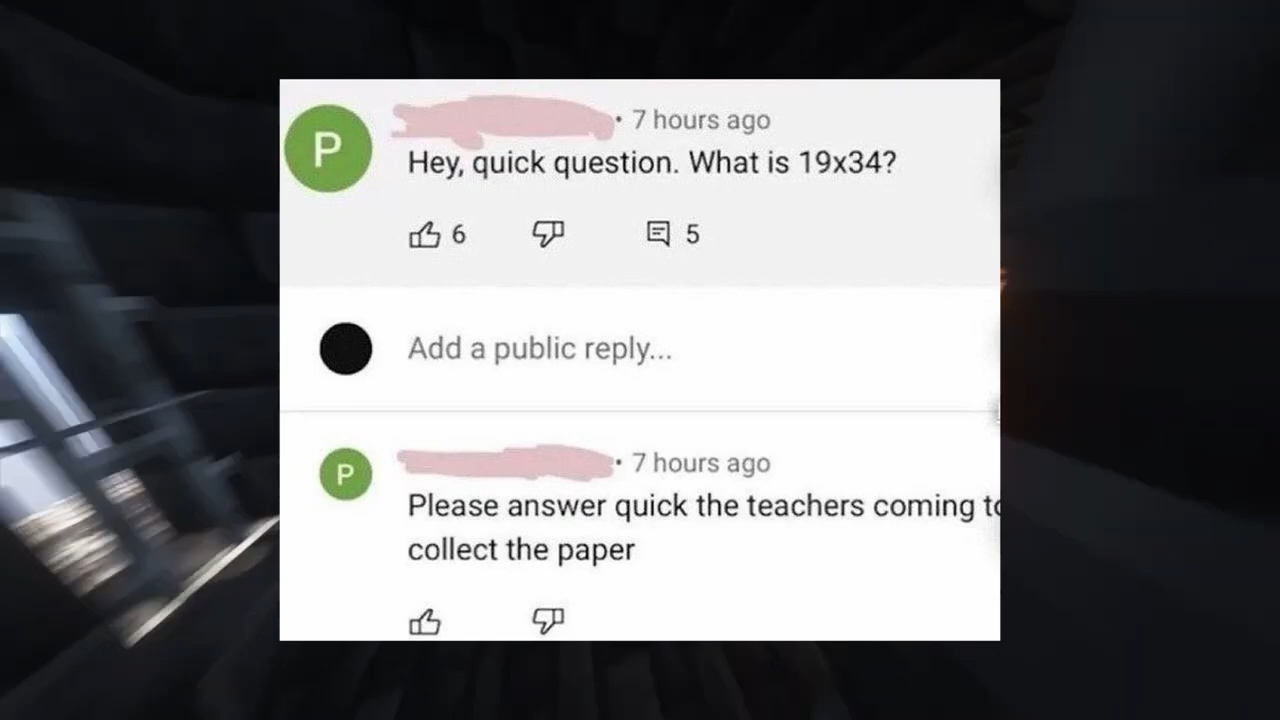 P
• 7 hours ago
Hey, quick question. What is 19x34?
6 5
Add a public reply...
P
• 7 hours ago
Please answer quick the teachers coming
collect the paper